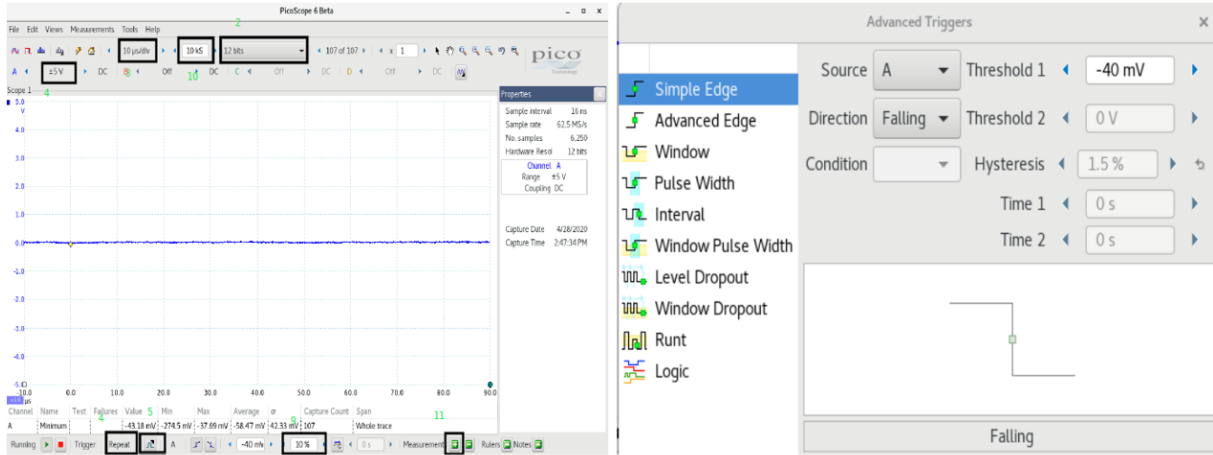 PicoScope 6 Beta
2
File Edit Views Measurements Tools Help
10 µs/div 10 kS 12 bits 107 of 107 x 1
pico
Technology
A ±5 V DC B Off DC C Off DC D Off DC
3 10
4
Scope 1
5.0
V
4.0
3.0
2.0
1.0
0.0
-1.0
-2.0
-3.0
-4.0
-5.0
-10.0 0.0 10.0 20.0 30.0 40.0 50.0 60.0 70.0 80.0 90.0
x1.0 µs
Properties
Sample interval 16 ns
Sample rate 62.5 MS/s
No. samples 6,250
Hardware Resol 12 bits
Channel A
Range ±5 V
Coupling DC
Capture Date 4/28/2020
Capture Time 2:47:34 PM
Channel Name Test Failures Value Min Max Average σ Capture Count Span
4 5 9 11
A Minimum -43.18 mV -274.5 mV -37.99 mV -58.47 mV 42.33 mV 107 Whole trace
Running Trigger Repeat A -40 mV 10 % 0 s Measurement Rulers Notes
Advanced Triggers
Simple Edge
Advanced Edge
Window
Pulse Width
Interval
Window Pulse Width
Level Dropout
Window Dropout
Runt
Logic
Source A Threshold 1 -40 mV
Direction Falling Threshold 2 0 V
Condition Hysteresis 1.5 %
Time 1 0 s
Time 2 0 s
Falling